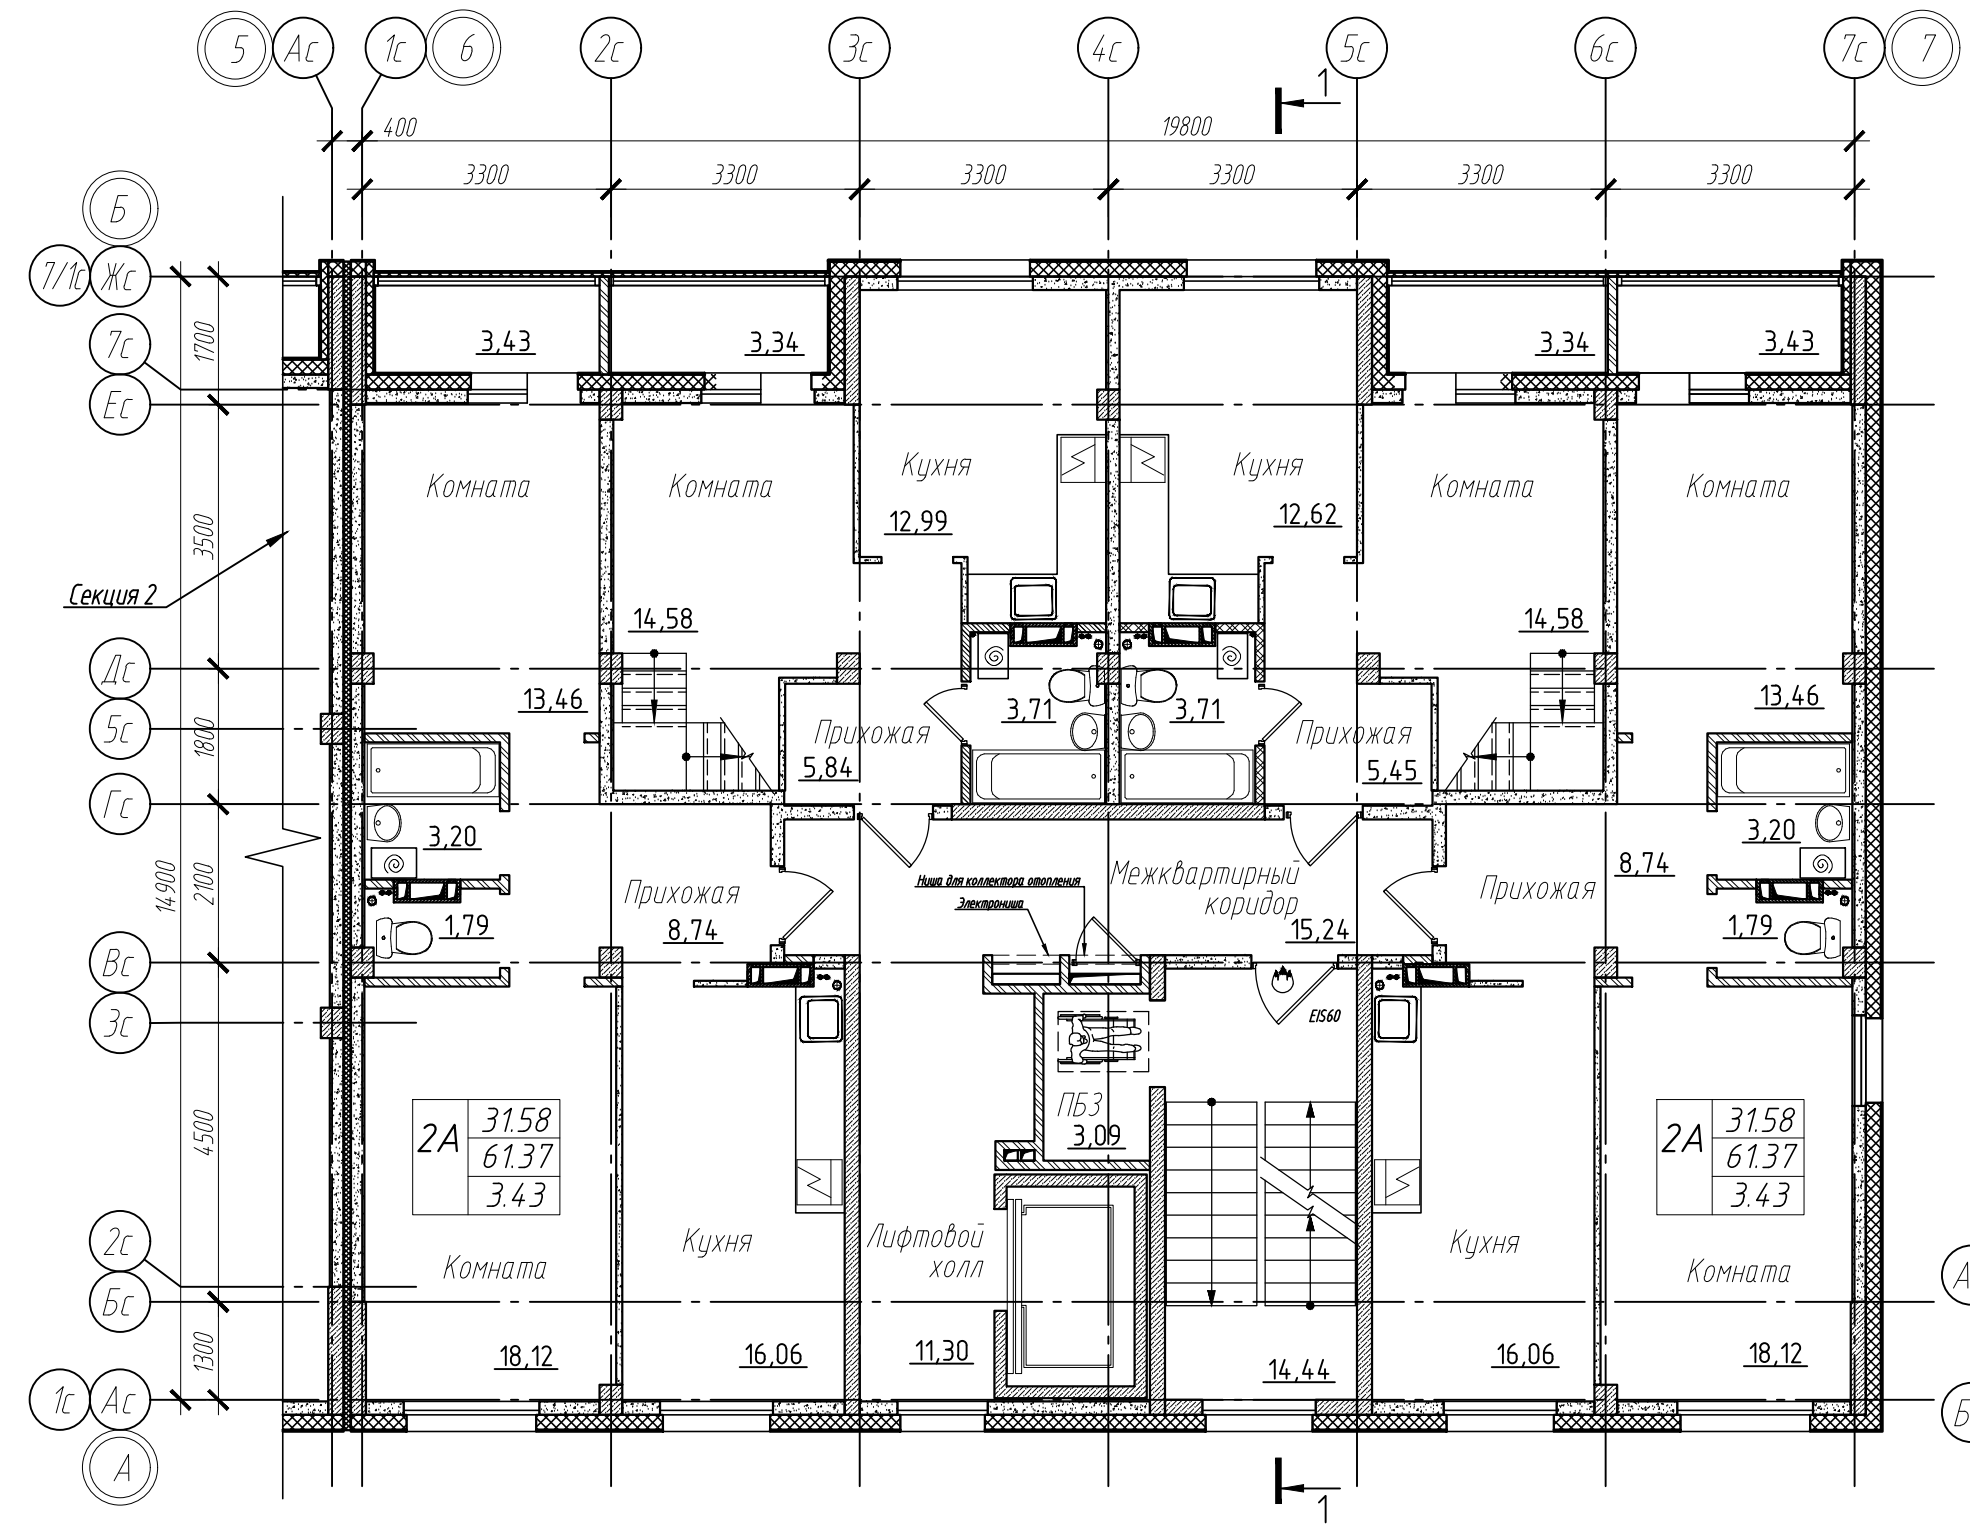 5 Ас 1с 6 2с 3с 4с 5с 6с 7с 7
1
400 19800
3300 3300 3300 3300 3300 3300
Б
7/1с Жс
7с
Ес
1700
3,43 3,34 3,34 3,43
Комната Комната Кухня Кухня Комната Комната
12,99 12,62
3500
Секция 2
14,58 14,58
Дс
13,46 3,71 3,71 13,46
5с
1800
Прихожая Прихожая
5,84 5,45
Гс
3,20 3,20
14900
2100
Прихожая
8,74
Ниша для коллектора отопления
Электрониша
Межквартирный
коридор
15,24
Прихожая
8,74
1,79 1,79
Вс
3с
EIS60
4500
2А 31.58
61.37
3.43
ПБЗ
3,09
2А 31.58
61.37
3.43
2с
Кухня
Лифтовой
холл
Кухня
Комната Комната
А
Бс
1300
18,12 16,06 11,30 14,44 16,06 18,12
1с Ас
Б
А
1